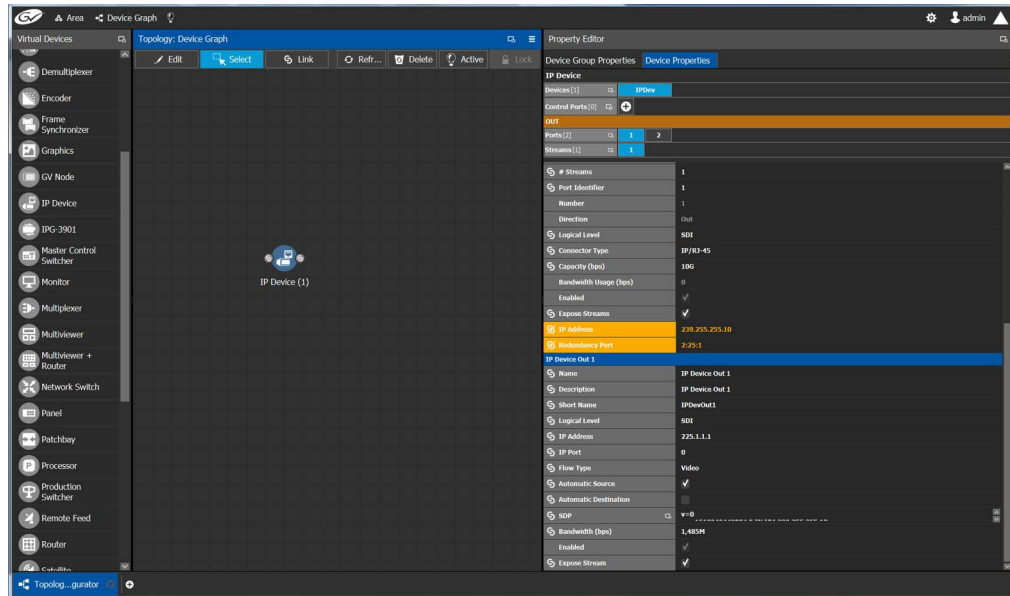 GV Area Device Graph admin
Virtual Devices
Demultiplexer
Encoder
Frame
Synchronizer
Graphics
GV Node
IP Device
IPG-3901
Master Control
Switcher
Monitor
Multiplexer
Multiviewer
Multiviewer +
Router
Network Switch
Panel
Patchbay
Processor
Production
Switcher
Remote Feed
Router
Satellite
Topology: Device Graph
Edit Select Link Refr... Delete Active Lock
IP Device (1)
Property Editor
Device Group Properties Device Properties
IP Device
Devices [1] IPDev
Control Ports [0]
OUT
Ports [2] 1 2
Streams [1] 1
# Streams 1
Port Identifier 1
Number 1
Direction Out
Logical Level SDI
Connector Type IP/RJ-45
Capacity (bps) 10G
Bandwidth Usage (bps) 0
Enabled
Expose Streams
IP Address 239.255.255.10
Redundancy Port 2:25:1
IP Device Out 1
Name IP Device Out 1
Description IP Device Out 1
Short Name IPDevOut1
Logical Level SDI
IP Address 225.1.1.1
IP Port 0
Flow Type Video
Automatic Source
Automatic Destination
SDP v=0
Bandwidth (bps) 1,485M
Enabled
Expose Stream
Topolog...gurator